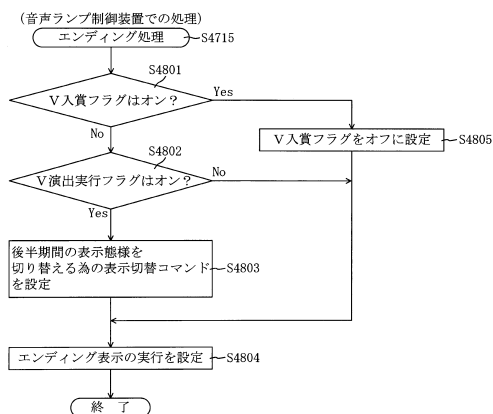 (音声ランプ制御装置での処理)
エンディング処理
S4715
S4801
V入賞フラグはオン?
Yes
No
V入賞フラグをオフに設定
S4805
S4802
V演出実行フラグはオン?
No
Yes
後半期間の表示態様を
切り替える為の表示切替コマンド
を設定
S4803
エンディング表示の実行を設定
S4804
終 了